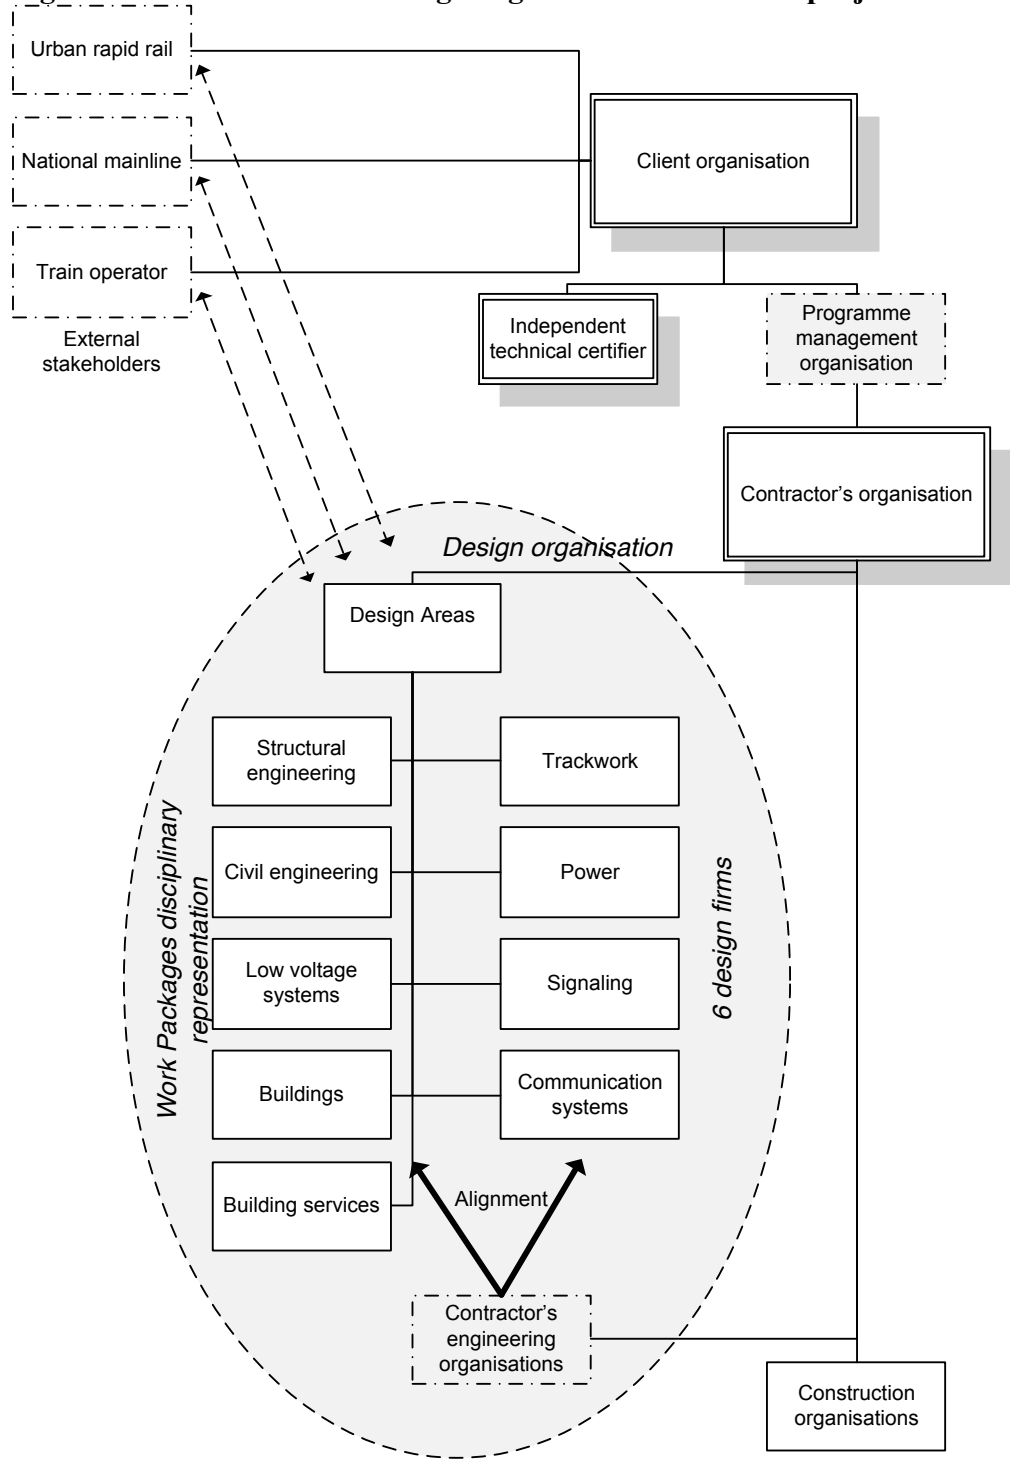 Urban rapid rail
National mainline
Train operator
External
stakeholders
Client organisation
Independent
technical certifier
Programme
management
organisation
Contractor's organisation
Design organisation
Design Areas
Structural
engineering
Trackwork
Civil engineering
Power
Low voltage
systems
Signaling
Buildings
Communication
systems
Building services
Work Packages disciplinary
representation
6 design firms
Alignment
Contractor's
engineering
organisations
Construction
organisations